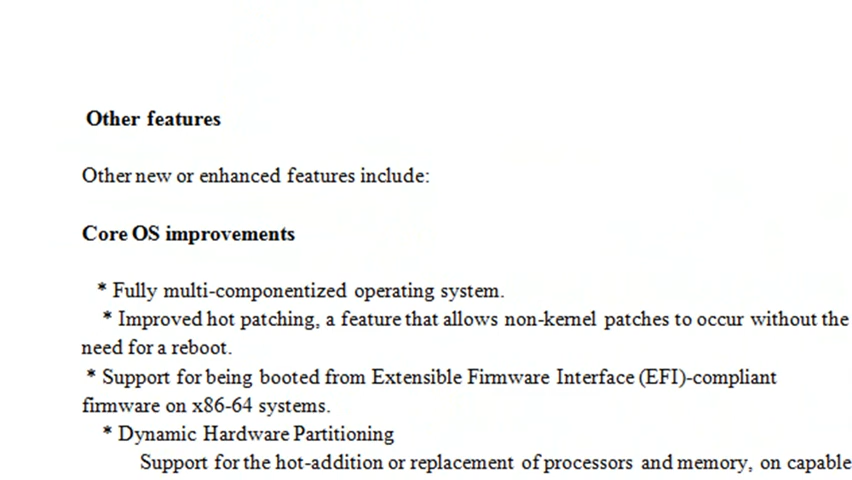 Other features
Other new or enhanced features include:
Core OS improvements
* Fully multi-componentized operating system.
* Improved hot patching, a feature that allows non-kernel patches to occur without the
need for a reboot.
* Support for being booted from Extensible Firmware Interface (EFI)-compliant
firmware on x86-64 systems.
* Dynamic Hardware Partitioning
Support for the hot-addition or replacement of processors and memory, on capable